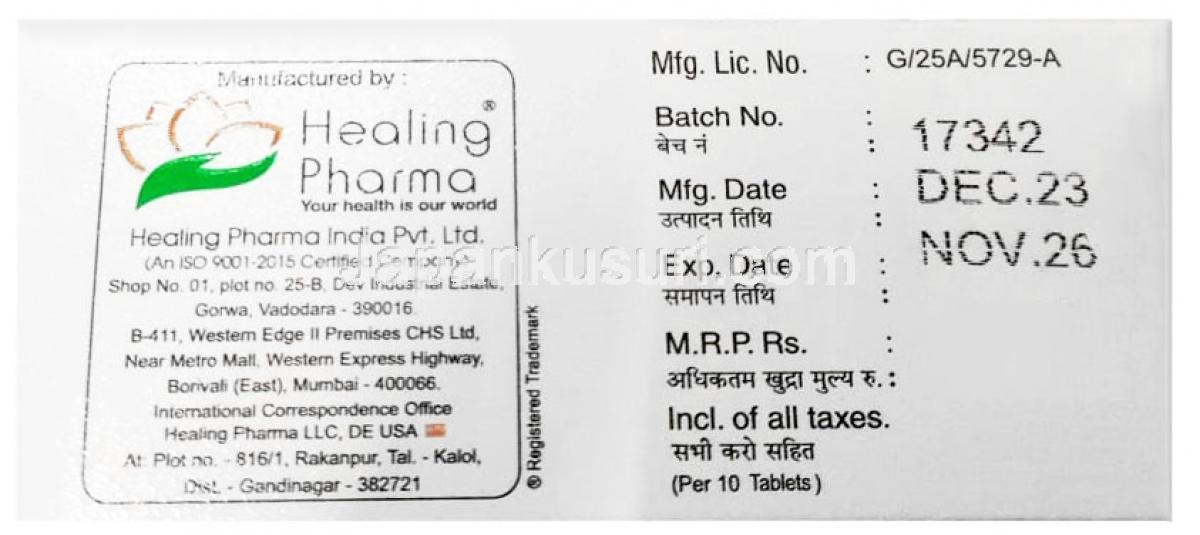 Manufactured by :
Healing®
Pharma
Your health is our world
Healing Pharma India Pvt. Ltd.
(An ISO 9001-2015 Certified Company)
Shop No. 01, plot no. 25-B, Dev Industrial Estate,
Gorwa, Vadodara - 390016.
B-411, Western Edge II Premises CHS Ltd,
Near Metro Mall, Western Express Highway,
Borivali (East), Mumbai - 400066.
International Correspondence Office
Healing Pharma LLC, DE USA
At: Plot no. - 816/1, Rakanpur, Tal. - Kalol,
Dist. - Gandinagar - 382721
® Registered Trademark
Mfg. Lic. No. : G/25A/5729-A
Batch No. :
बेच नं : 17342
Mfg. Date : DEC.23
उत्पादन तिथि :
Exp. Date : NOV.26
समापन तिथि :
M.R.P. Rs. :
अधिकतम खुद्रा मुल्य रु. :
Incl. of all taxes.
सभी करो सहित
(Per 10 Tablets)
Japankusuri.com